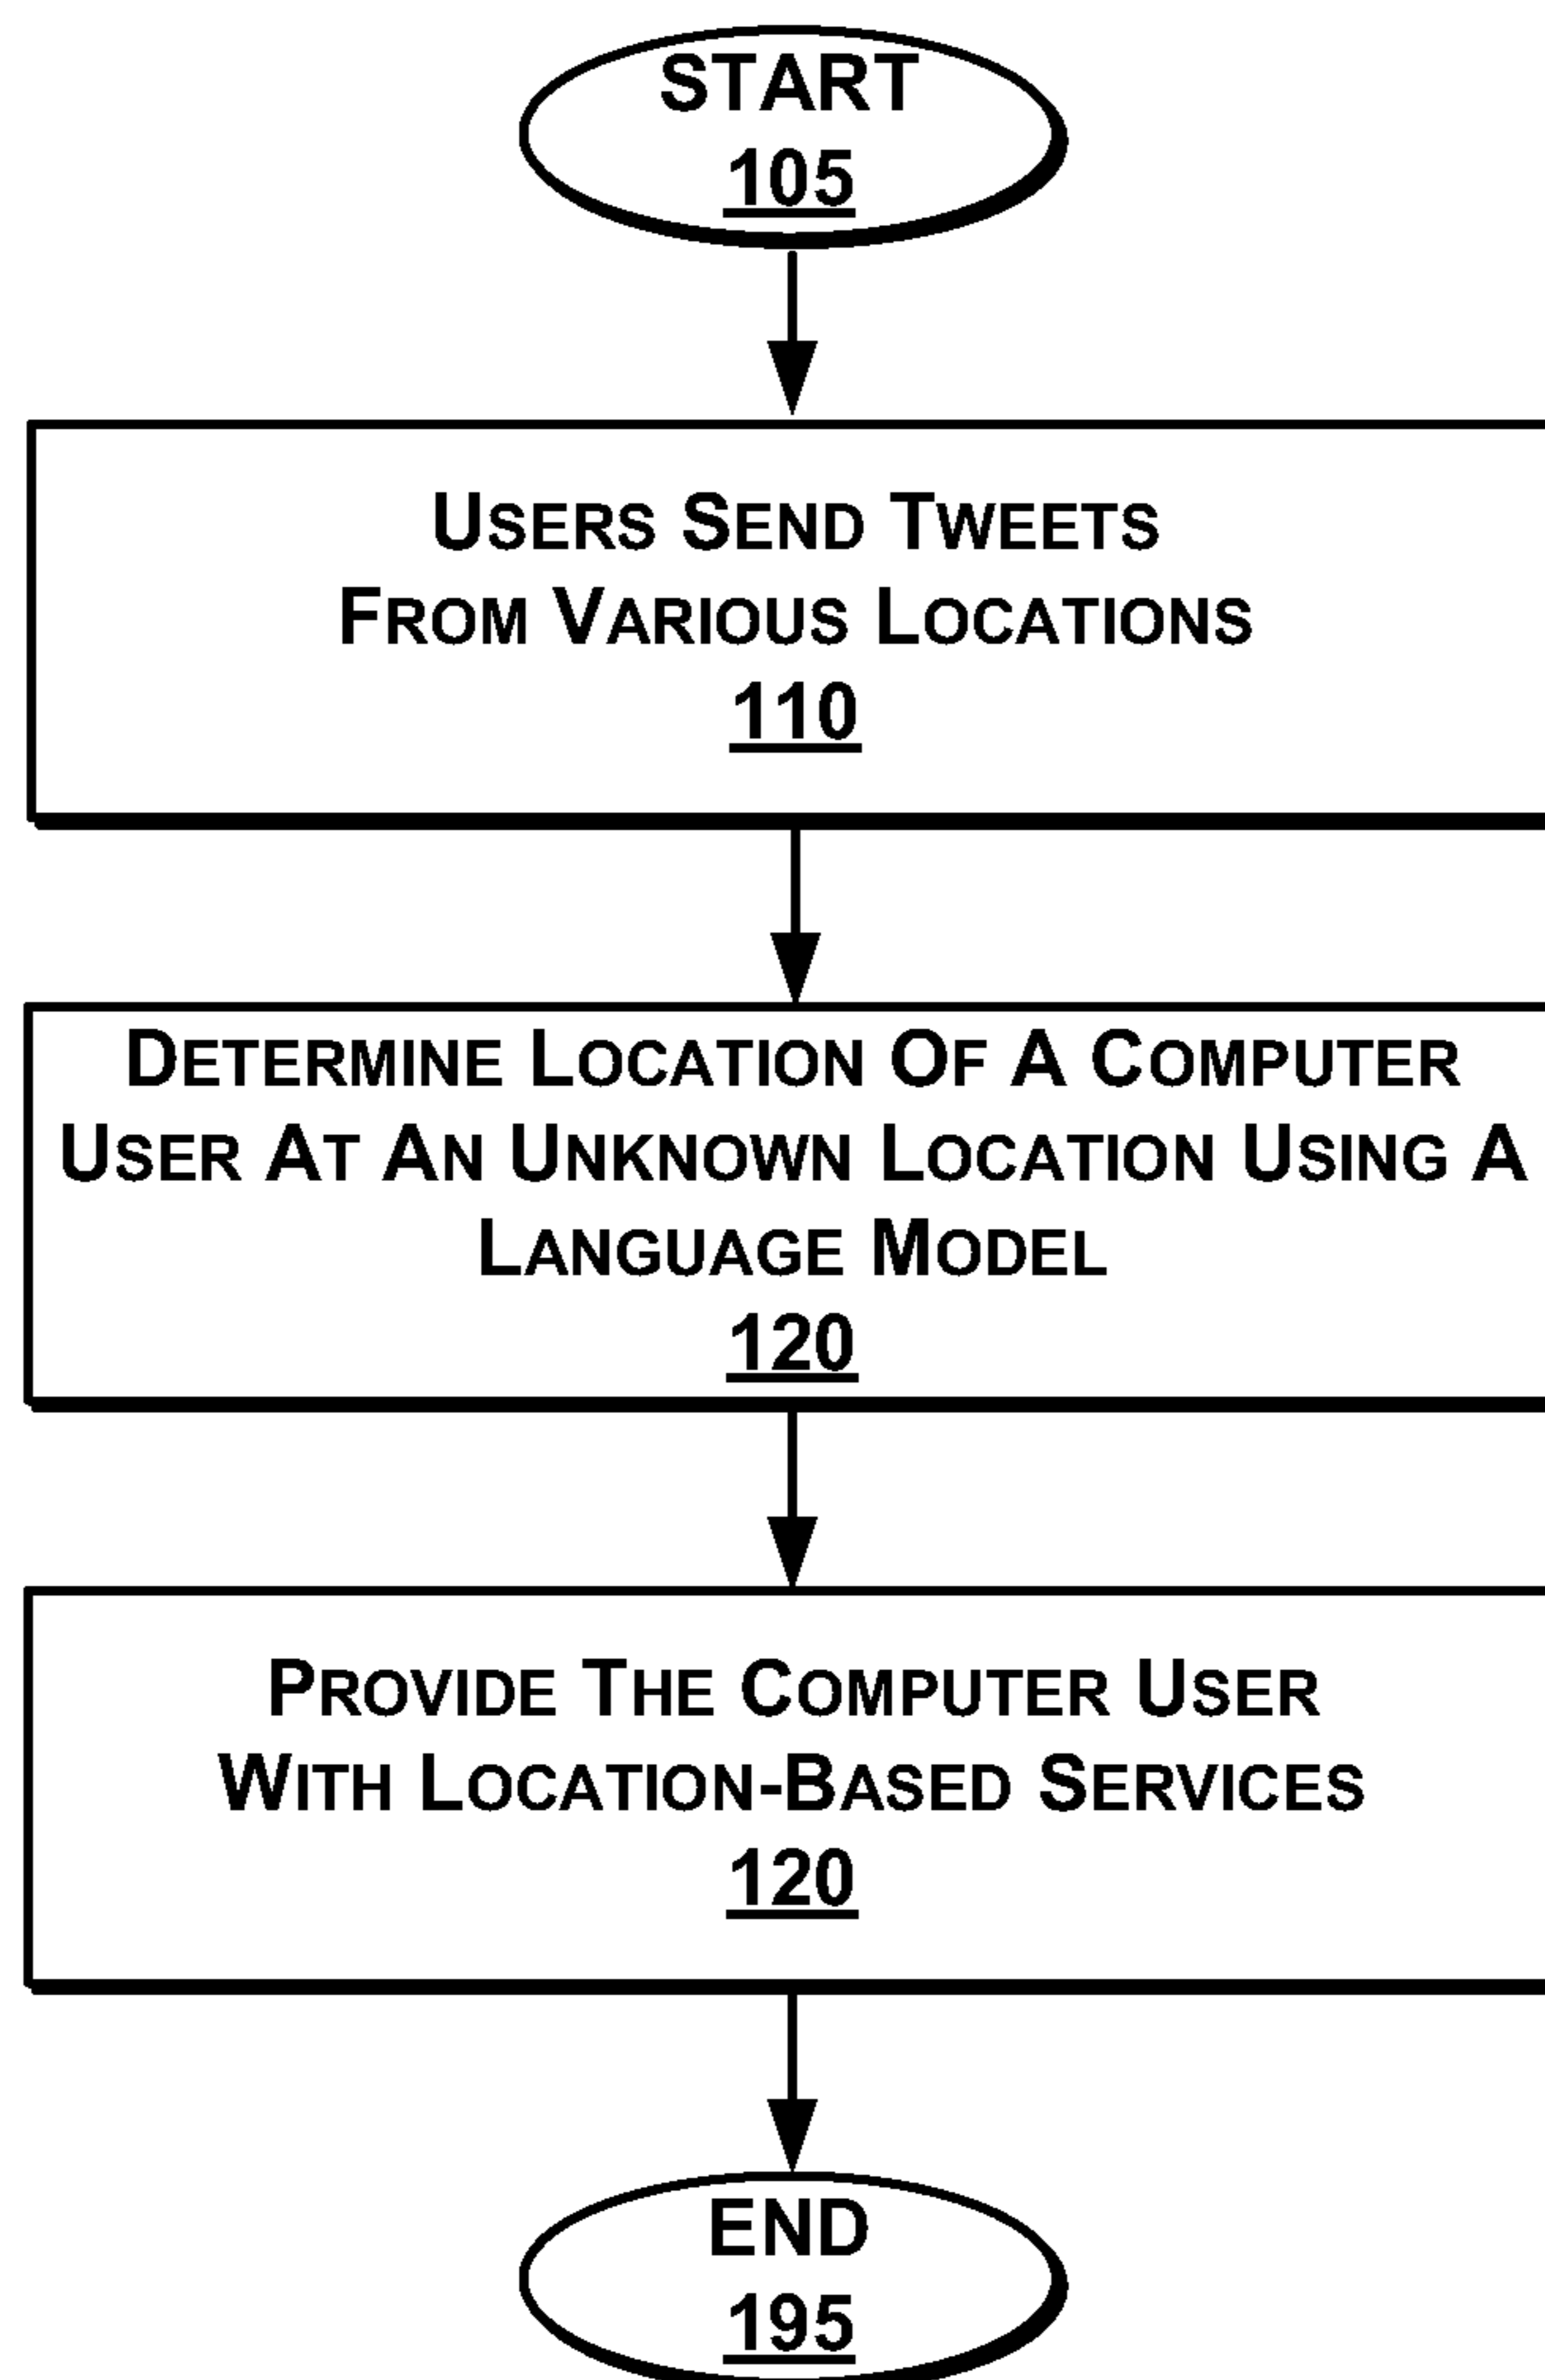 START
105
USERS SEND TWEETS
FROM VARIOUS LOCATIONS
110
DETERMINE LOCATION OF A COMPUTER
USER AT AN UNKNOWN LOCATION USING A
LANGUAGE MODEL
120
PROVIDE THE COMPUTER USER
WITH LOCATION-BASED SERVICES
120
END
195